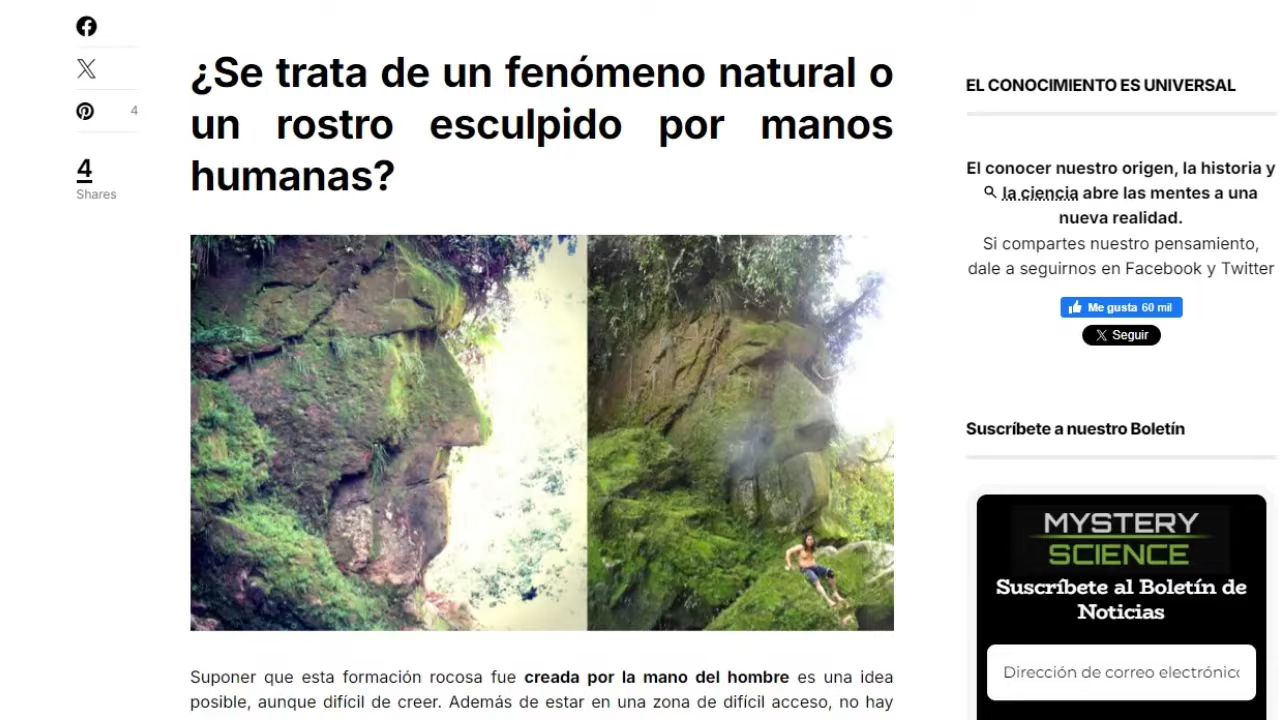 4
4
Shares
¿Se trata de un fenómeno natural o
un rostro esculpido por manos
humanas?
Suponer que esta formación rocosa fue creada por la mano del hombre es una idea
posible, aunque difícil de creer. Además de estar en una zona de difícil acceso, no hay
EL CONOCIMIENTO ES UNIVERSAL
El conocer nuestro origen, la historia y
la ciencia abre las mentes a una
nueva realidad.
Si compartes nuestro pensamiento,
dale a seguirnos en Facebook y Twitter
Me gusta 60 mil
X Seguir
Suscríbete a nuestro Boletín
MYSTERY
SCIENCE
Suscríbete al Boletín de
Noticias
Dirección de correo electrónico